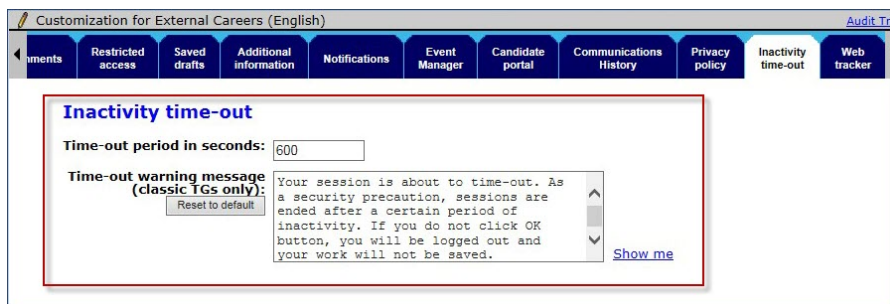 Customization for External Careers (English)
Audit Tr
nments
Restricted
access
Saved
drafts
Additional
information
Notifications
Event
Manager
Candidate
portal
Communications
History
Privacy
policy
Inactivity
time-out
Web
tracker
Inactivity time-out
Time-out period in seconds: 600
Time-out warning message
(classic TGs only):
Reset to default
Your session is about to time-out. As
a security precaution, sessions are
ended after a certain period of
inactivity. If you do not click OK
button, you will be logged out and
your work will not be saved.
Show me